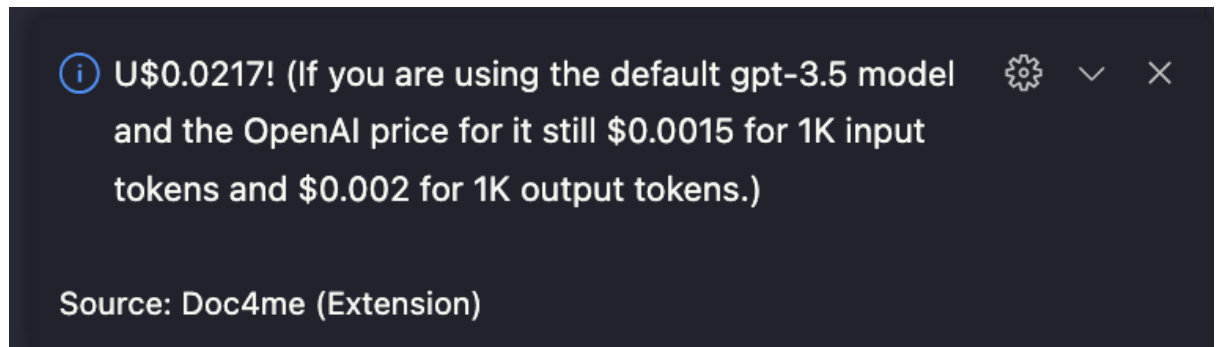 U$0.0217! (If you are using the default gpt-3.5 model
and the OpenAI price for it still $0.0015 for 1K input
tokens and $0.002 for 1K output tokens.)
Source: Doc4me (Extension)